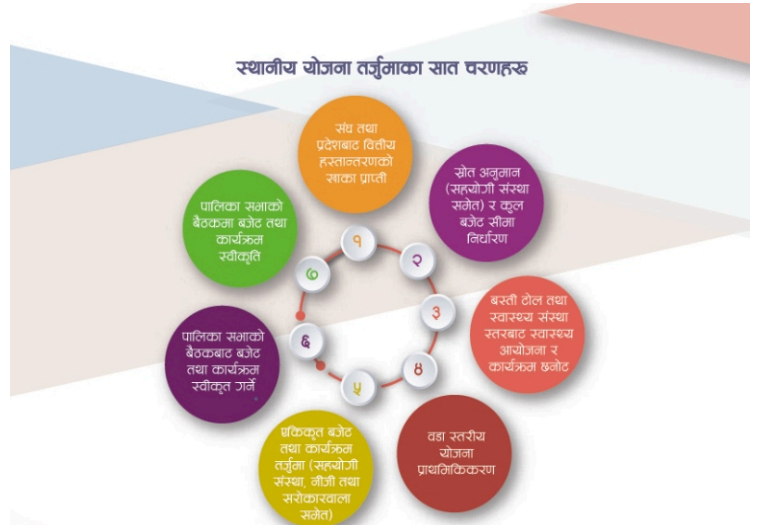 स्थानीय योजना तर्जुमाका सात चरणहरू
संघ तथा
प्रदेशबाट वित्तीय
हस्तान्तरणको
खाका प्राप्ती
स्रोत अनुमान
(सहयोगी संस्था
समेत) र कुल
बजेट सीमा
निर्धारण
बस्ती टोल तथा
स्वास्थ्य संस्था
स्तरबाट स्वास्थ्य
आयोजना र
कार्यक्रम छनोट
वडा स्तरीय
योजना
प्राथमिकिकरण
एकिकृत बजेट
तथा कार्यक्रम
तर्जुमा (सहयोगी
संस्था, नीजी तथा
सरोकारवाला
समेत)
पालिका सभाको
बैठकबाट बजेट
तथा कार्यक्रम
स्वीकृत गर्ने
पालिका सभाको
बैठकमा बजेट तथा
कार्यक्रम
स्वीकृति
१
२
३
४
५
६
७